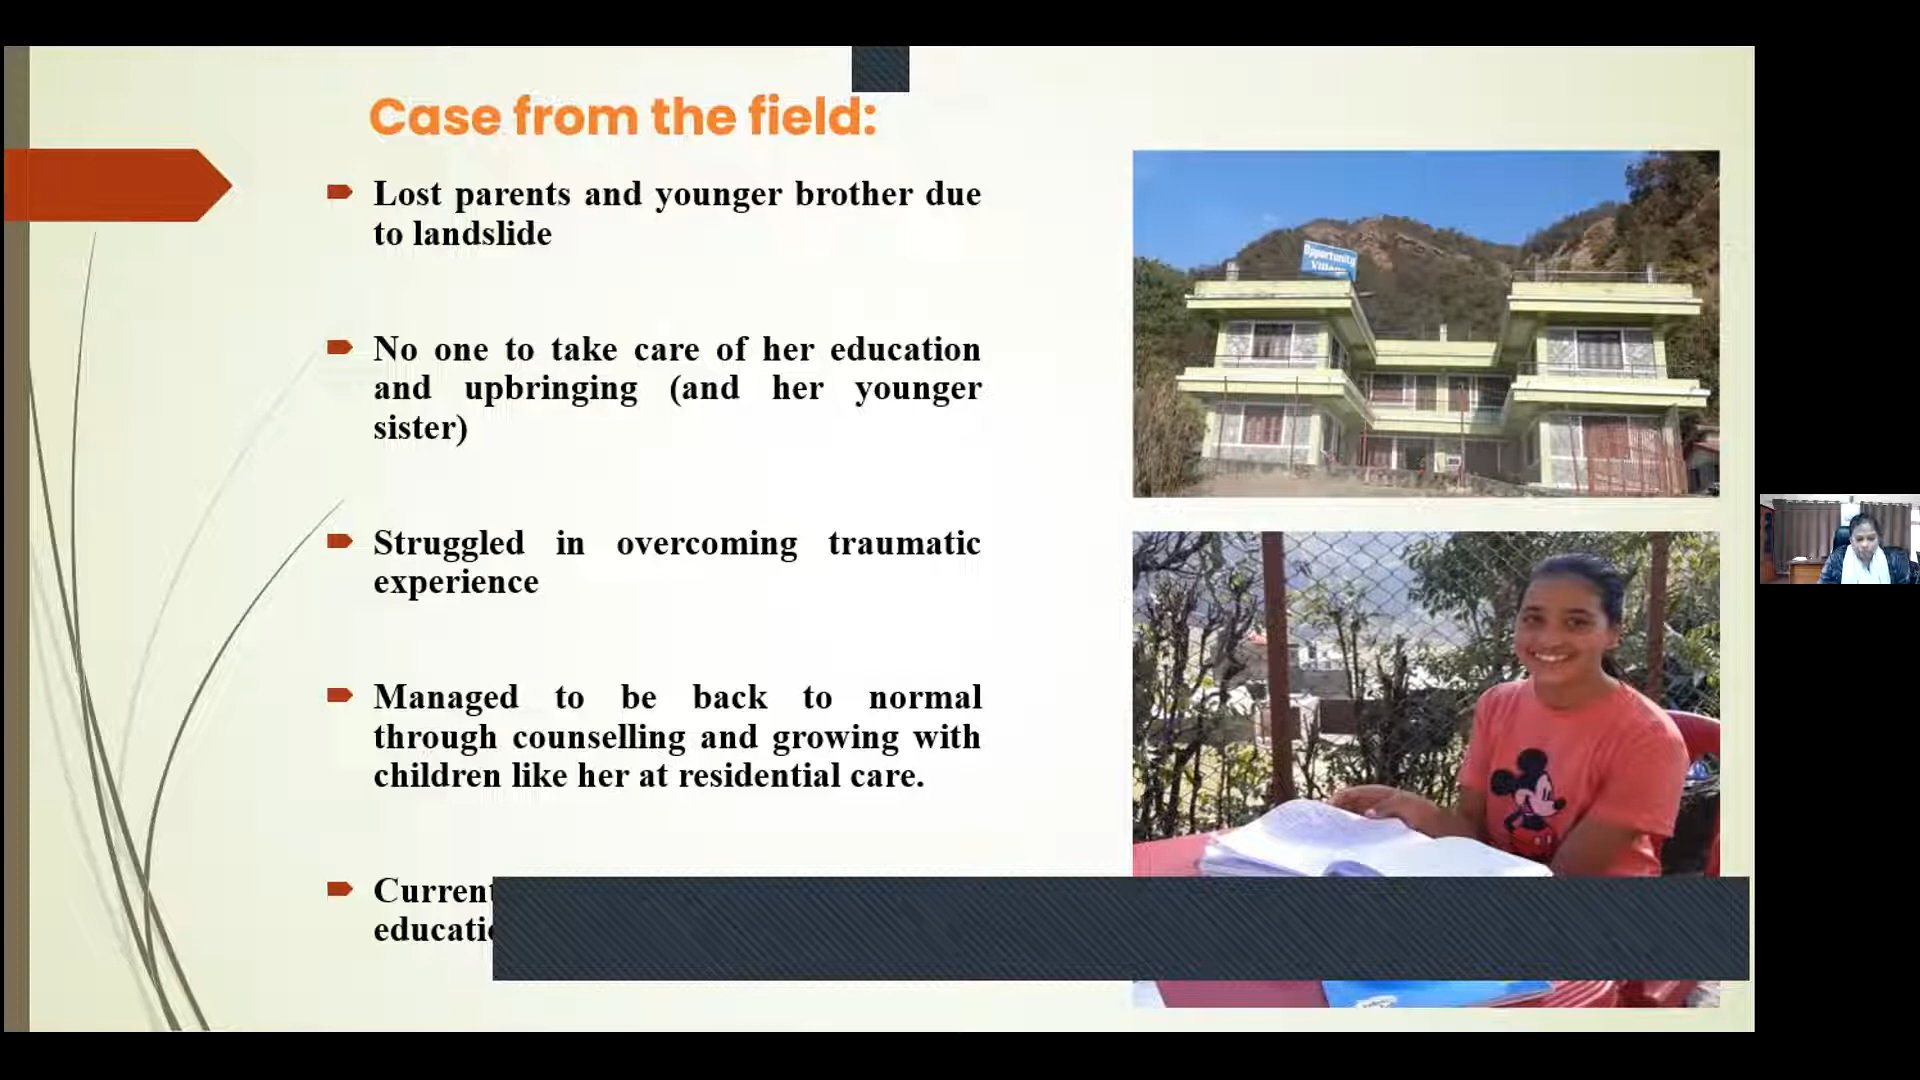 Case from the field:
Lost parents and younger brother due
to landslide
No one to take care of her education
and upbringing (and her younger
sister)
Struggled in overcoming traumatic
experience
Managed to be back to normal
through counselling and growing with
children like her at residential care.
Opportunity